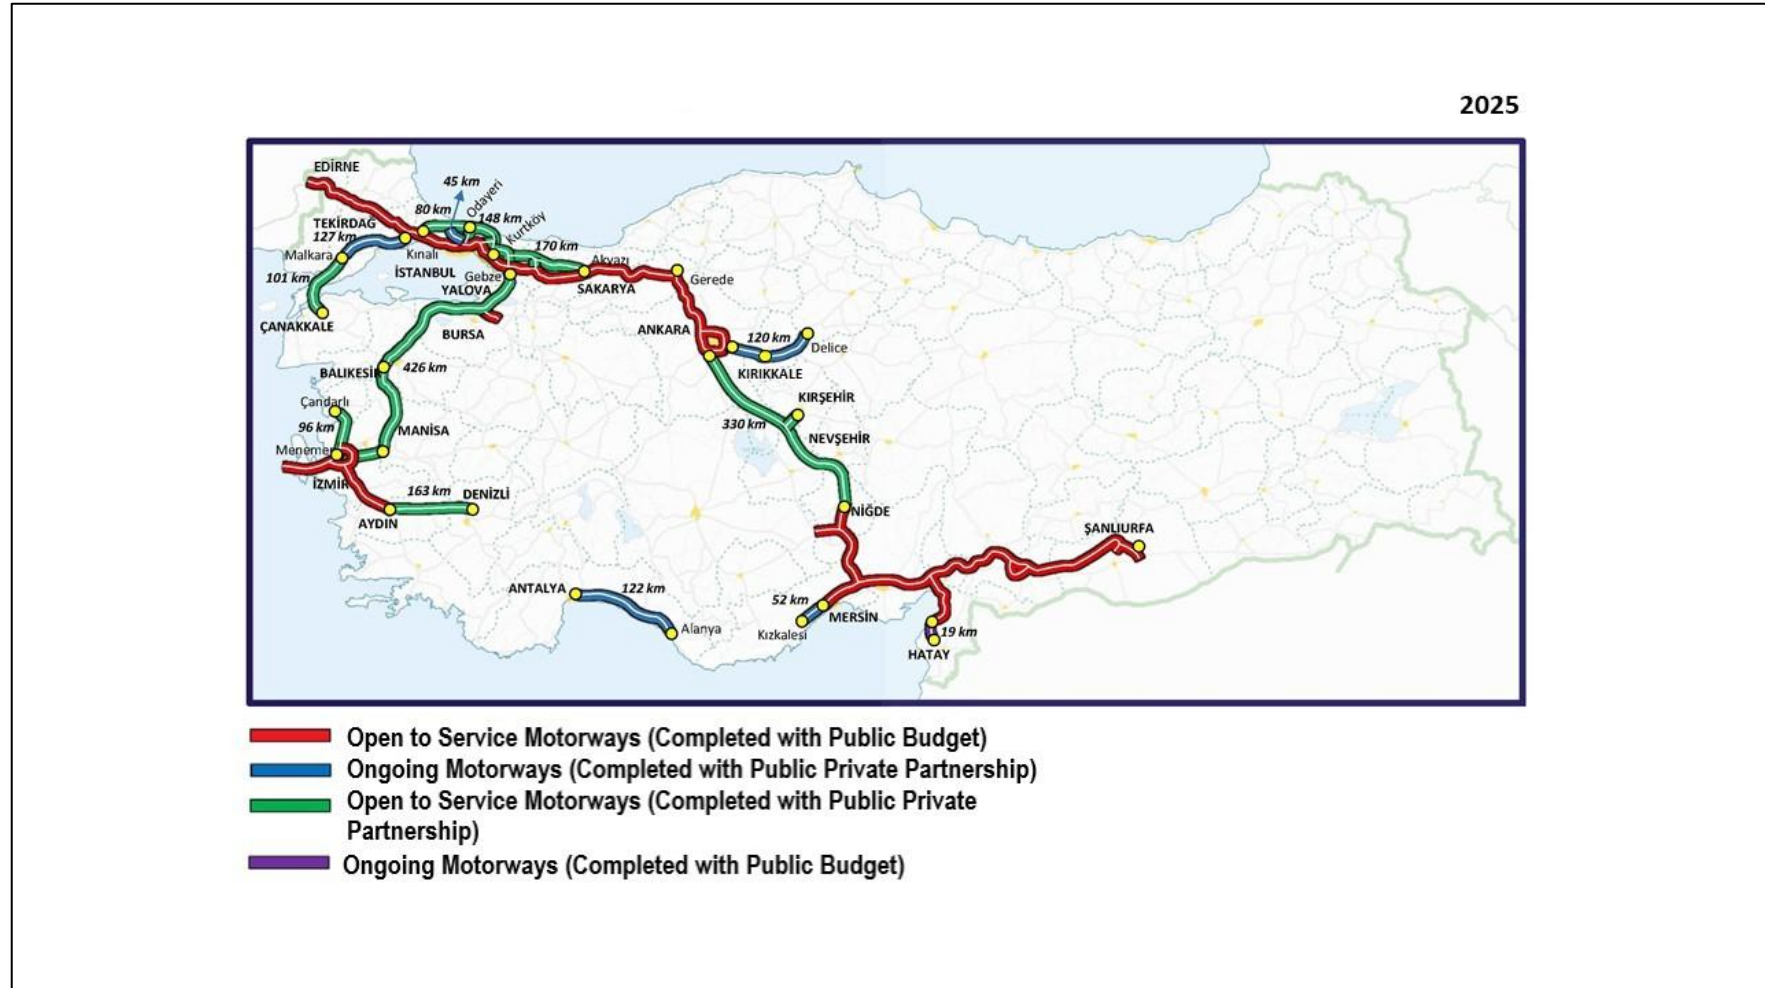 2025
EDİRNE
45 km
Odayeri
80 km
148 km
Kurtköy
TEKİRDAĞ
127 km
170 km
Malkara
Kınalı
Akyazı
İSTANBUL
Gebze
101 km
YALOVA
SAKARYA
Gerede
ÇANAKKALE
BURSA
ANKARA
120 km
Delice
KIRIKKALE
BALIKESİR
426 km
Çandarlı
KIRŞEHİR
96 km
MANİSA
330 km
NEVŞEHİR
Menemen
İZMİR
163 km
DENİZLİ
AYDIN
NİĞDE
ŞANLIURFA
ANTALYA
122 km
52 km
MERSİN
Alanya
Kızkalesi
19 km
HATAY
Open to Service Motorways (Completed with Public Budget)
Ongoing Motorways (Completed with Public Private Partnership)
Open to Service Motorways (Completed with Public Private
Partnership)
Ongoing Motorways (Completed with Public Budget)